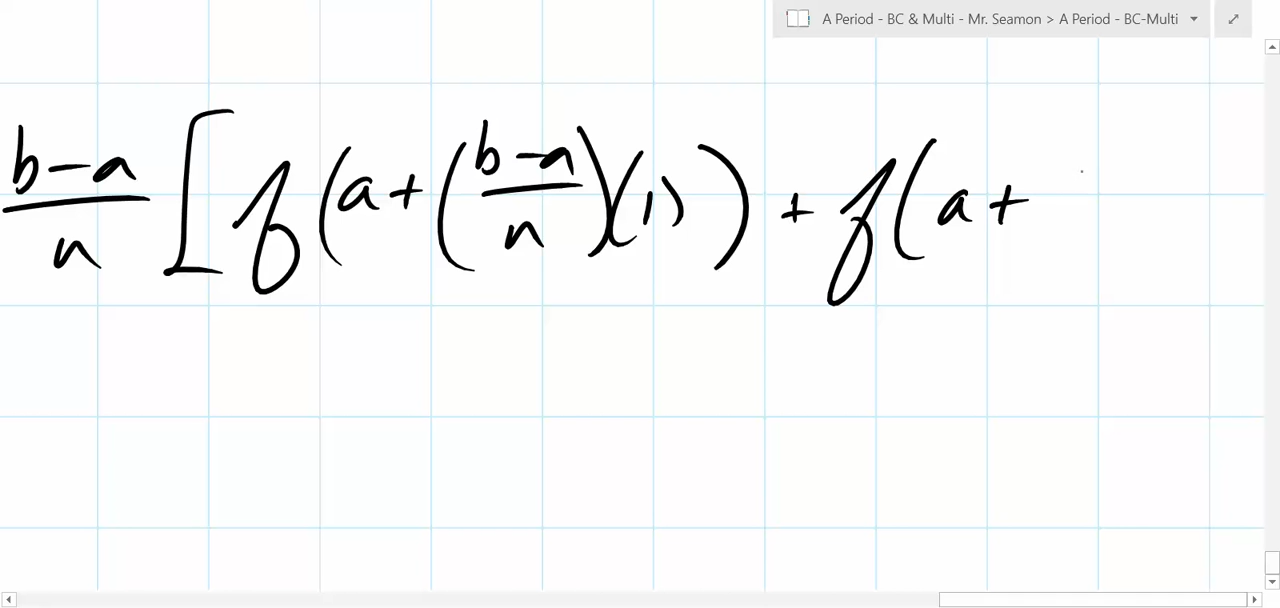 A Period - BC & Multi - Mr. Seamon > A Period - BC-Multi
b-a/n [f(a+(b-a/n)(1)) + f(a+